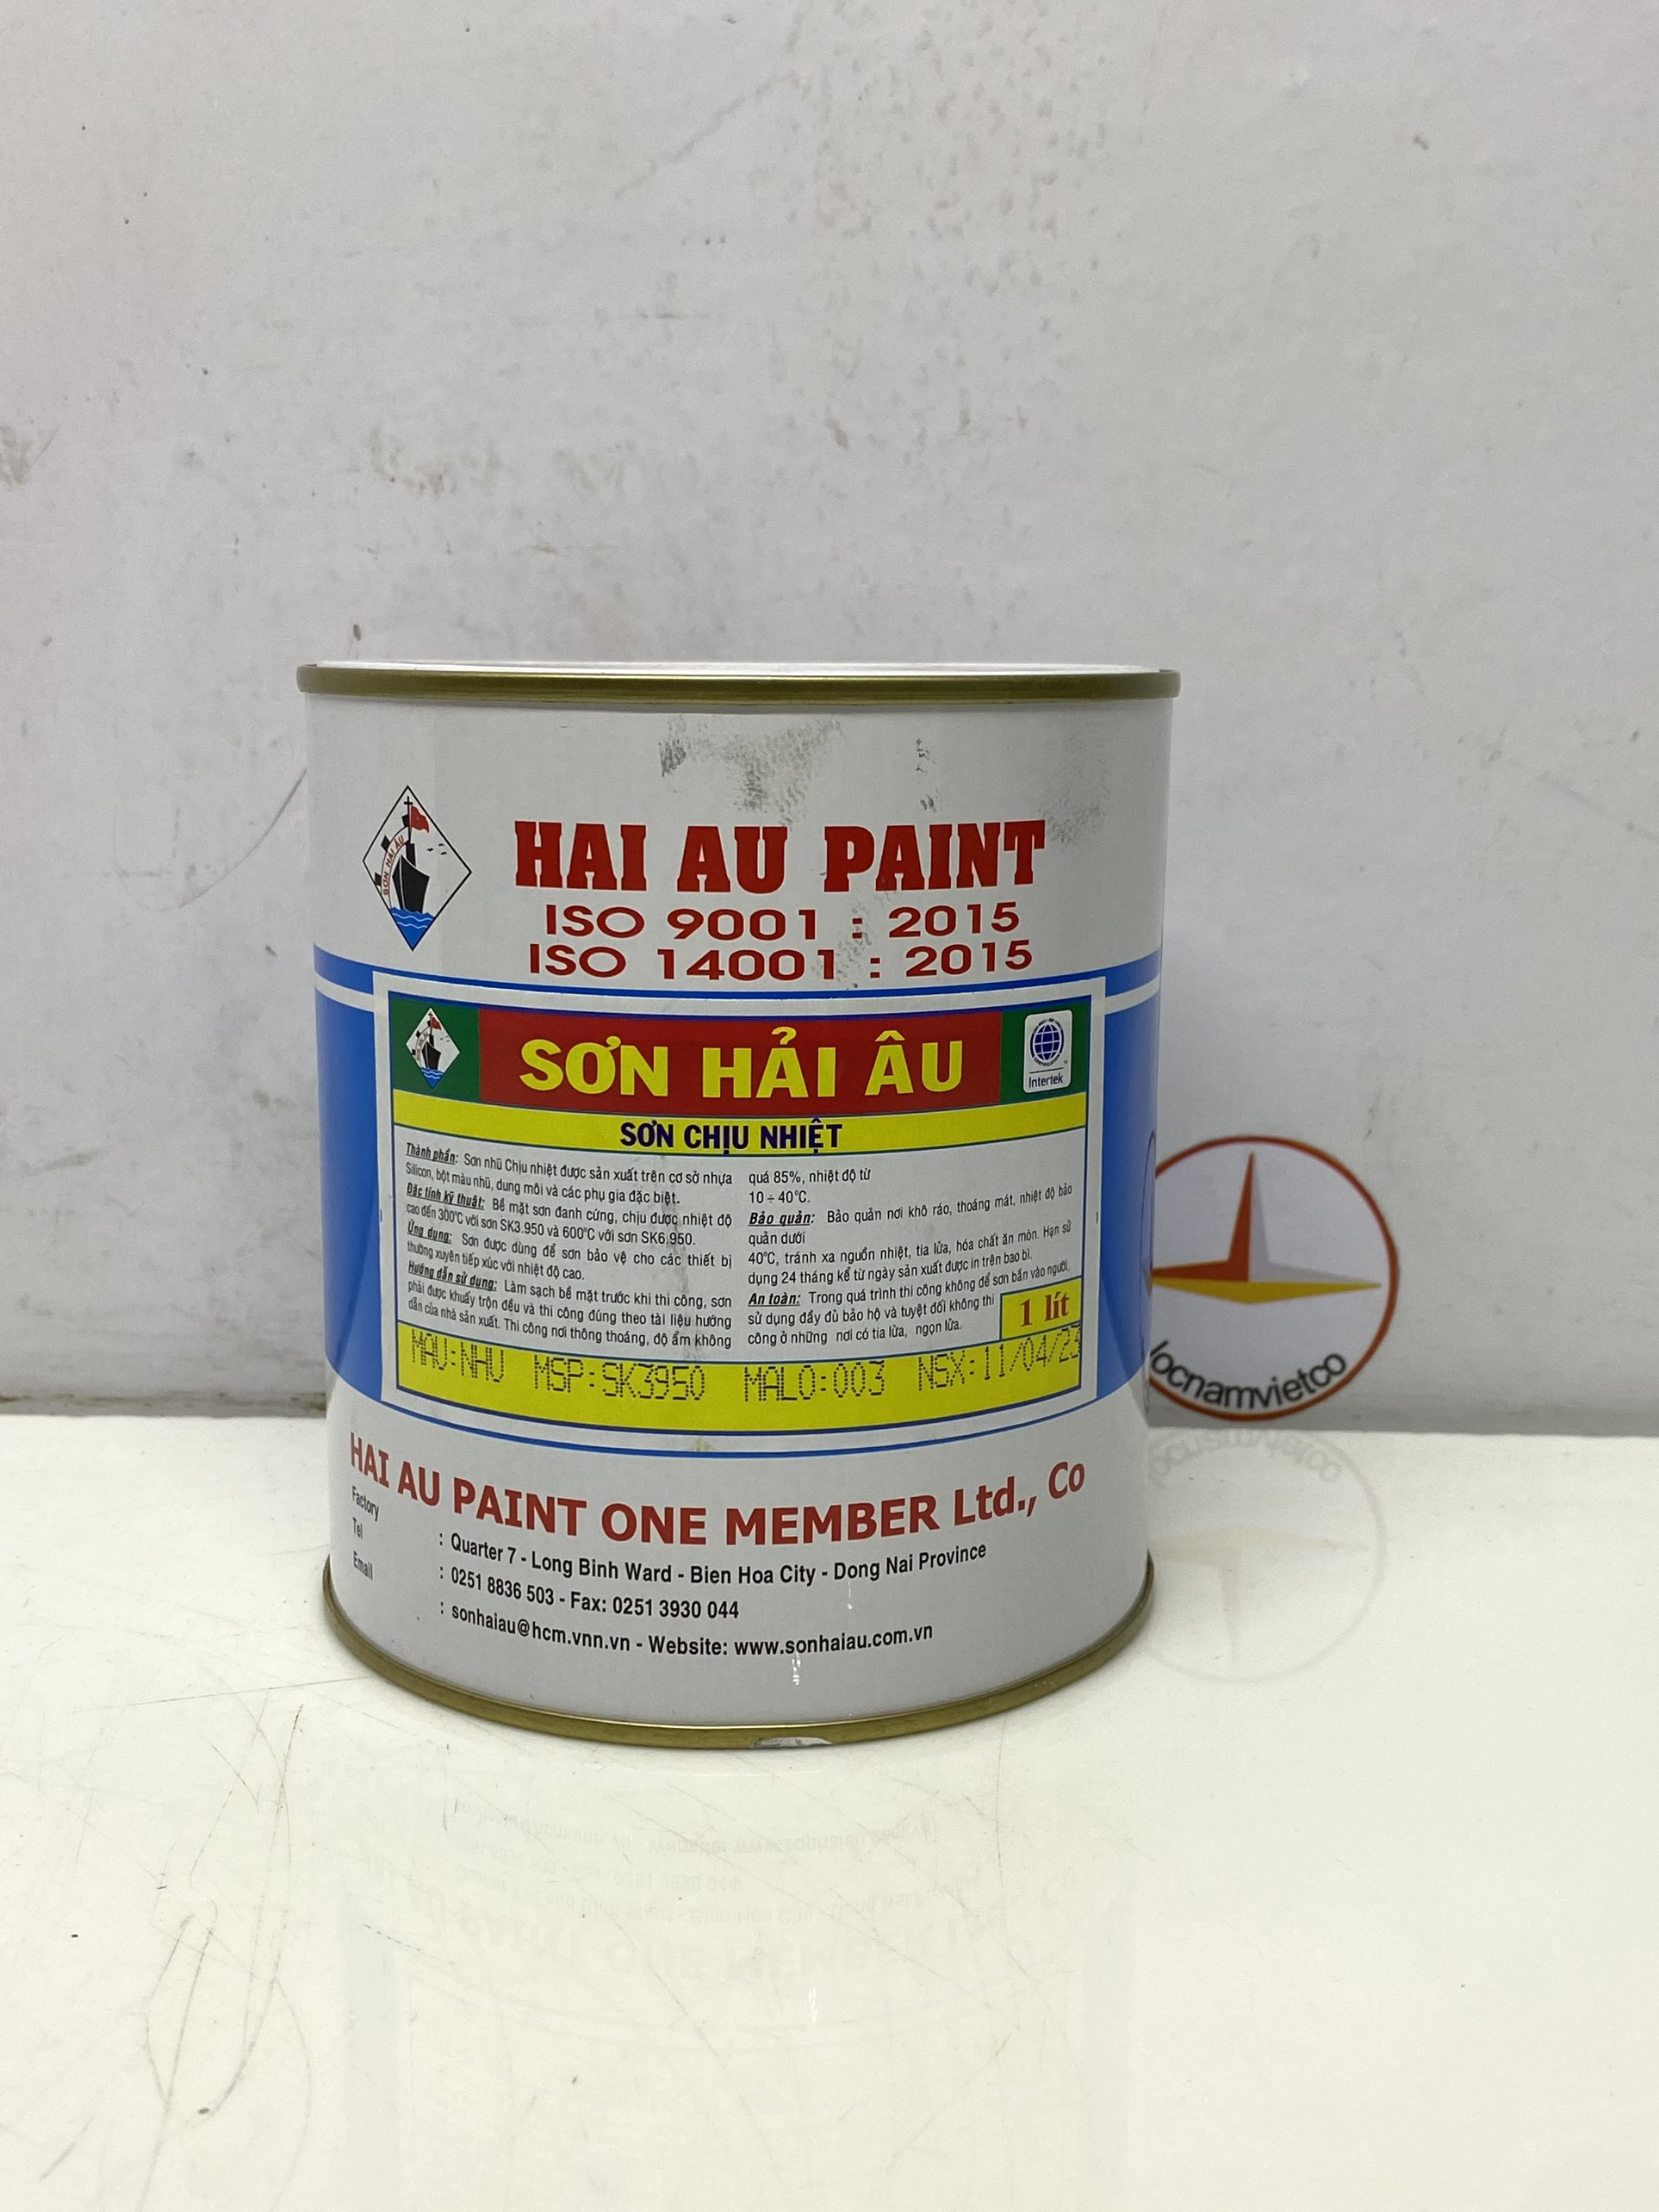 SƠN HẢI ÂU
HAI AU PAINT
ISO 9001 : 2015
ISO 14001 : 2015
SƠN HẢI ÂU
Intertek
SƠN CHỊU NHIỆT
Thành phần: Sơn nhũ Chịu nhiệt được sản xuất trên cơ sở nhựa
Silicon, bột màu nhũ, dung môi và các phụ gia đặc biệt.
Đặc tính kỹ thuật: Bề mặt sơn đanh cứng, chịu được nhiệt độ
cao đến 300°C với sơn SK3.950 và 600°C với sơn SK6.950.
Ứng dụng: Sơn được dùng để sơn bảo vệ cho các thiết bị
thường xuyên tiếp xúc với nhiệt độ cao.
Hướng dẫn sử dụng: Làm sạch bề mặt trước khi thi công, sơn
phải được khuấy trộn đều và thi công đúng theo tài liệu hướng
dẫn của nhà sản xuất. Thi công nơi thông thoáng, độ ẩm không
quá 85%, nhiệt độ từ
10 ÷ 40°C.
Bảo quản: Bảo quản nơi khô ráo, thoáng mát, nhiệt độ bảo
quản dưới
40°C, tránh xa nguồn nhiệt, tia lửa, hóa chất ăn mòn. Hạn sử
dụng 24 tháng kể từ ngày sản xuất được in trên bao bì.
An toàn: Trong quá trình thi công không để sơn bắn vào người,
sử dụng đầy đủ bảo hộ và tuyệt đối không thi
công ở những nơi có tia lửa, ngọn lửa.
1 lít
MAU:NHU MSP:SK3950 MALO:003 NSX:11/04/23
HAI AU PAINT ONE MEMBER Ltd., Co
Factory : Quarter 7 - Long Binh Ward - Bien Hoa City - Dong Nai Province
Tel : 0251 8836 503 - Fax: 0251 3930 044
Email : sonhaiau@hcm.vnn.vn - Website: www.sonhaiau.com.vn
locnamvietco